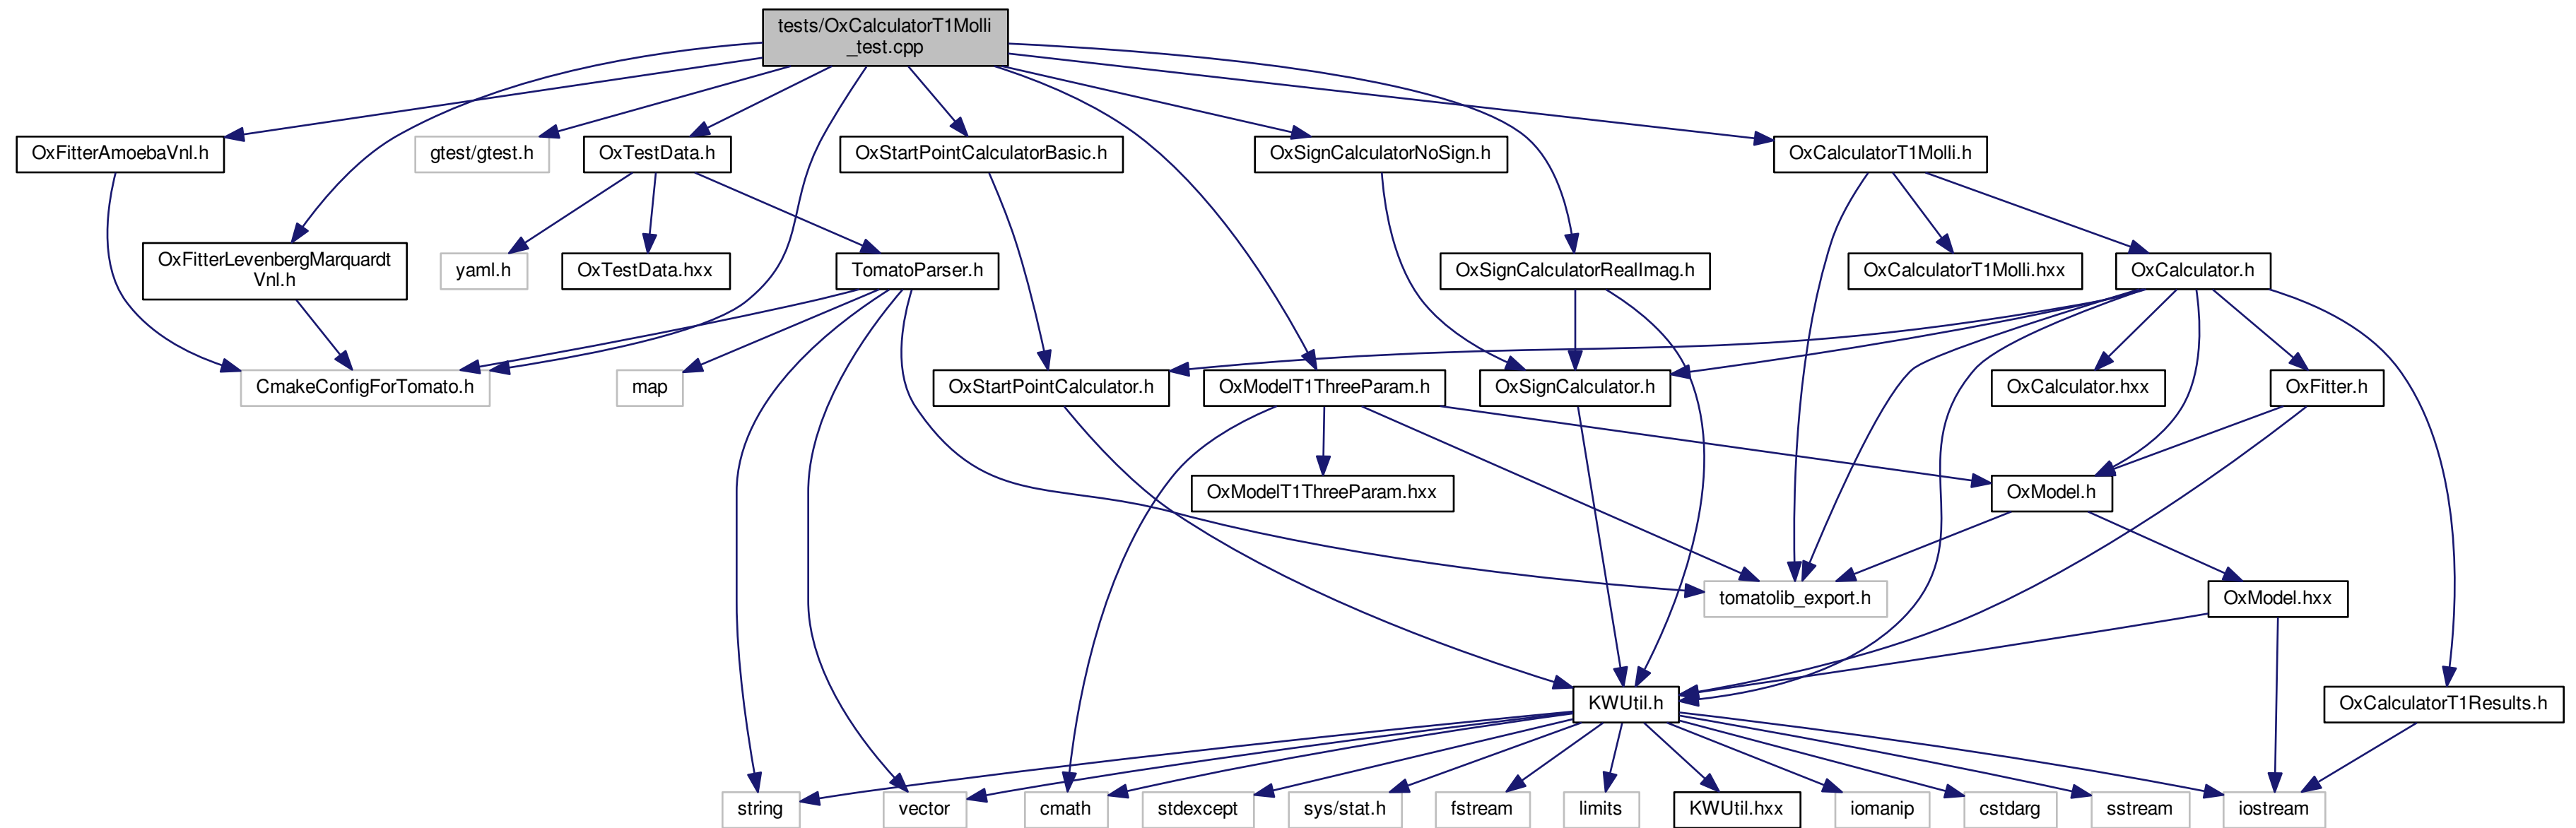 tests/OxCalculatorT1Molli
_test.cpp
OxFitterAmoebaVnl.h
gtest/gtest.h
OxTestData.h
OxStartPointCalculatorBasic.h
OxSignCalculatorNoSign.h
OxCalculatorT1Molli.h
OxFitterLevenbergMarquardt
Vnl.h
yaml.h
OxTestData.hxx
TomatoParser.h
OxSignCalculatorRealImag.h
OxCalculatorT1Molli.hxx
OxCalculator.h
CmakeConfigForTomato.h
map
OxStartPointCalculator.h
OxModelT1ThreeParam.h
OxSignCalculator.h
OxCalculator.hxx
OxFitter.h
OxModelT1ThreeParam.hxx
OxModel.h
tomatolib_export.h
OxModel.hxx
KWUtil.h
OxCalculatorT1Results.h
string
vector
cmath
stdexcept
sys/stat.h
fstream
limits
KWUtil.hxx
iomanip
cstdarg
sstream
iostream